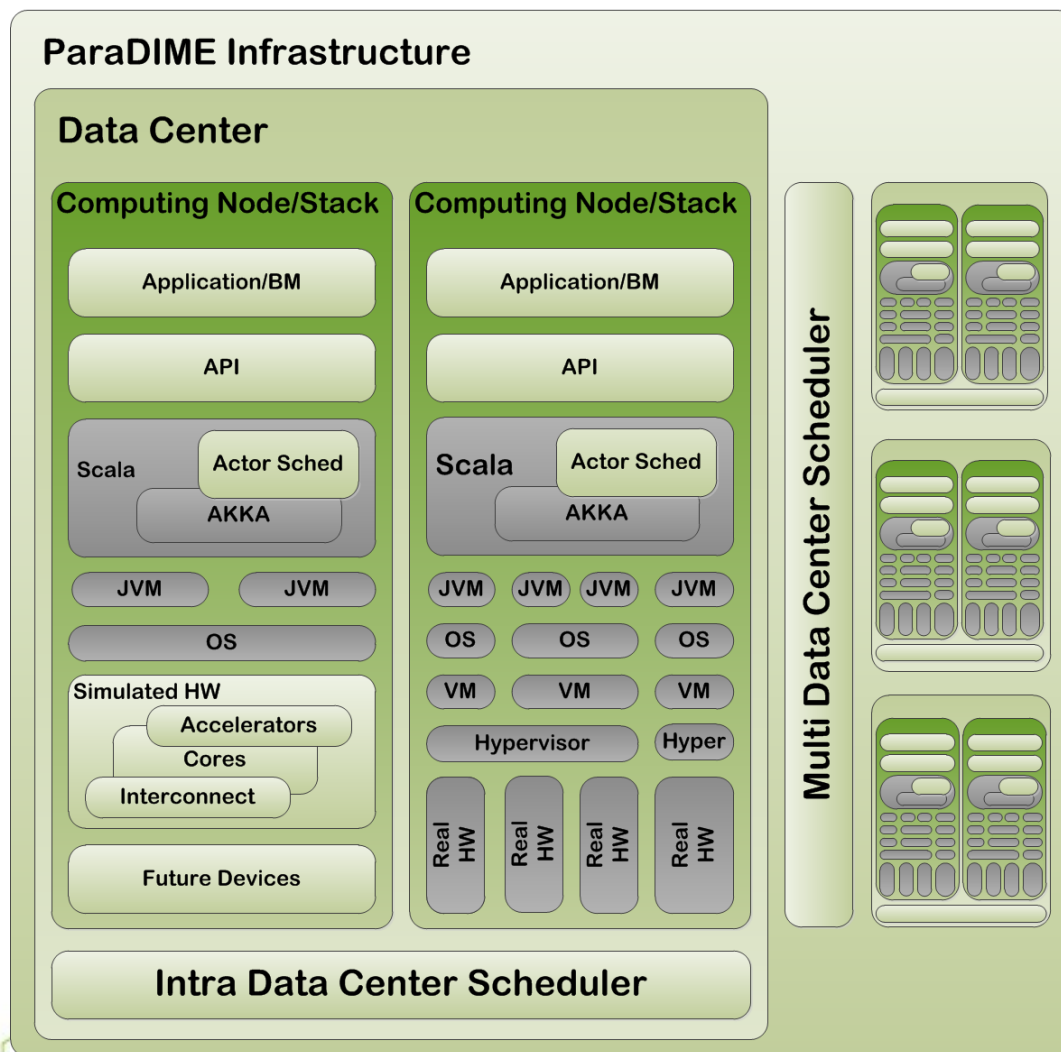 ParaDIME Infrastructure
Data Center
Computing Node/Stack
Application/BM
API
Scala
Actor Sched
AKKA
JVM JVM
OS
Simulated HW
Accelerators
Cores
Interconnect
Future Devices
Computing Node/Stack
Application/BM
API
Scala
Actor Sched
AKKA
JVM JVM JVM JVM
OS OS OS
VM VM VM
Hypervisor Hyper
Real
HW
Real
HW
Real
HW
Real
HW
Intra Data Center Scheduler
Multi Data Center Scheduler